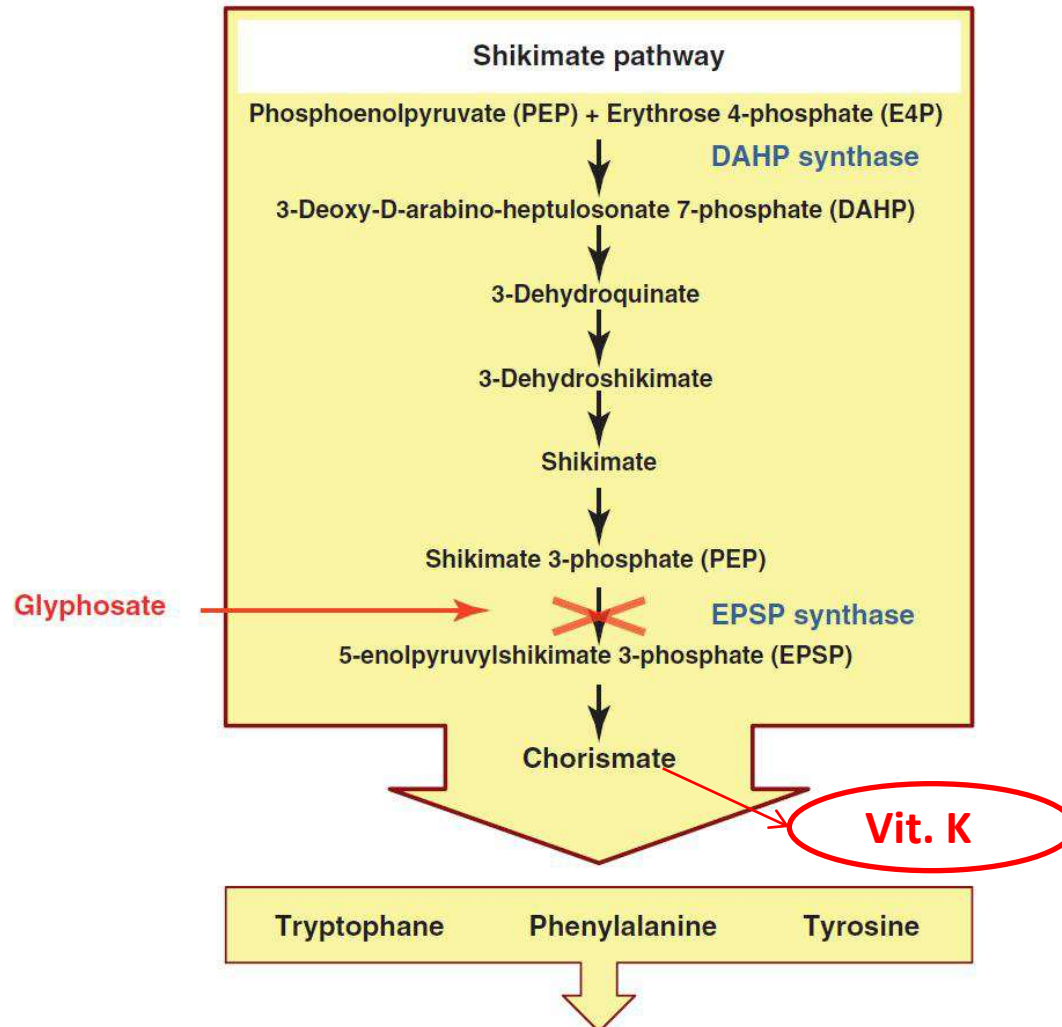 Shikimate pathway
Phosphoenolpyruvate (PEP) + Erythrose 4-phosphate (E4P)
DAHP synthase
3-Deoxy-D-arabino-heptulosonate 7-phosphate (DAHP)
3-Dehydroquinate
3-Dehydroshikimate
Shikimate
Shikimate 3-phosphate (PEP)
Glyphosate
EPSP synthase
5-enolpyruvylshikimate 3-phosphate (EPSP)
Chorismate
Vit. K
Tryptophane Phenylalanine Tyrosine